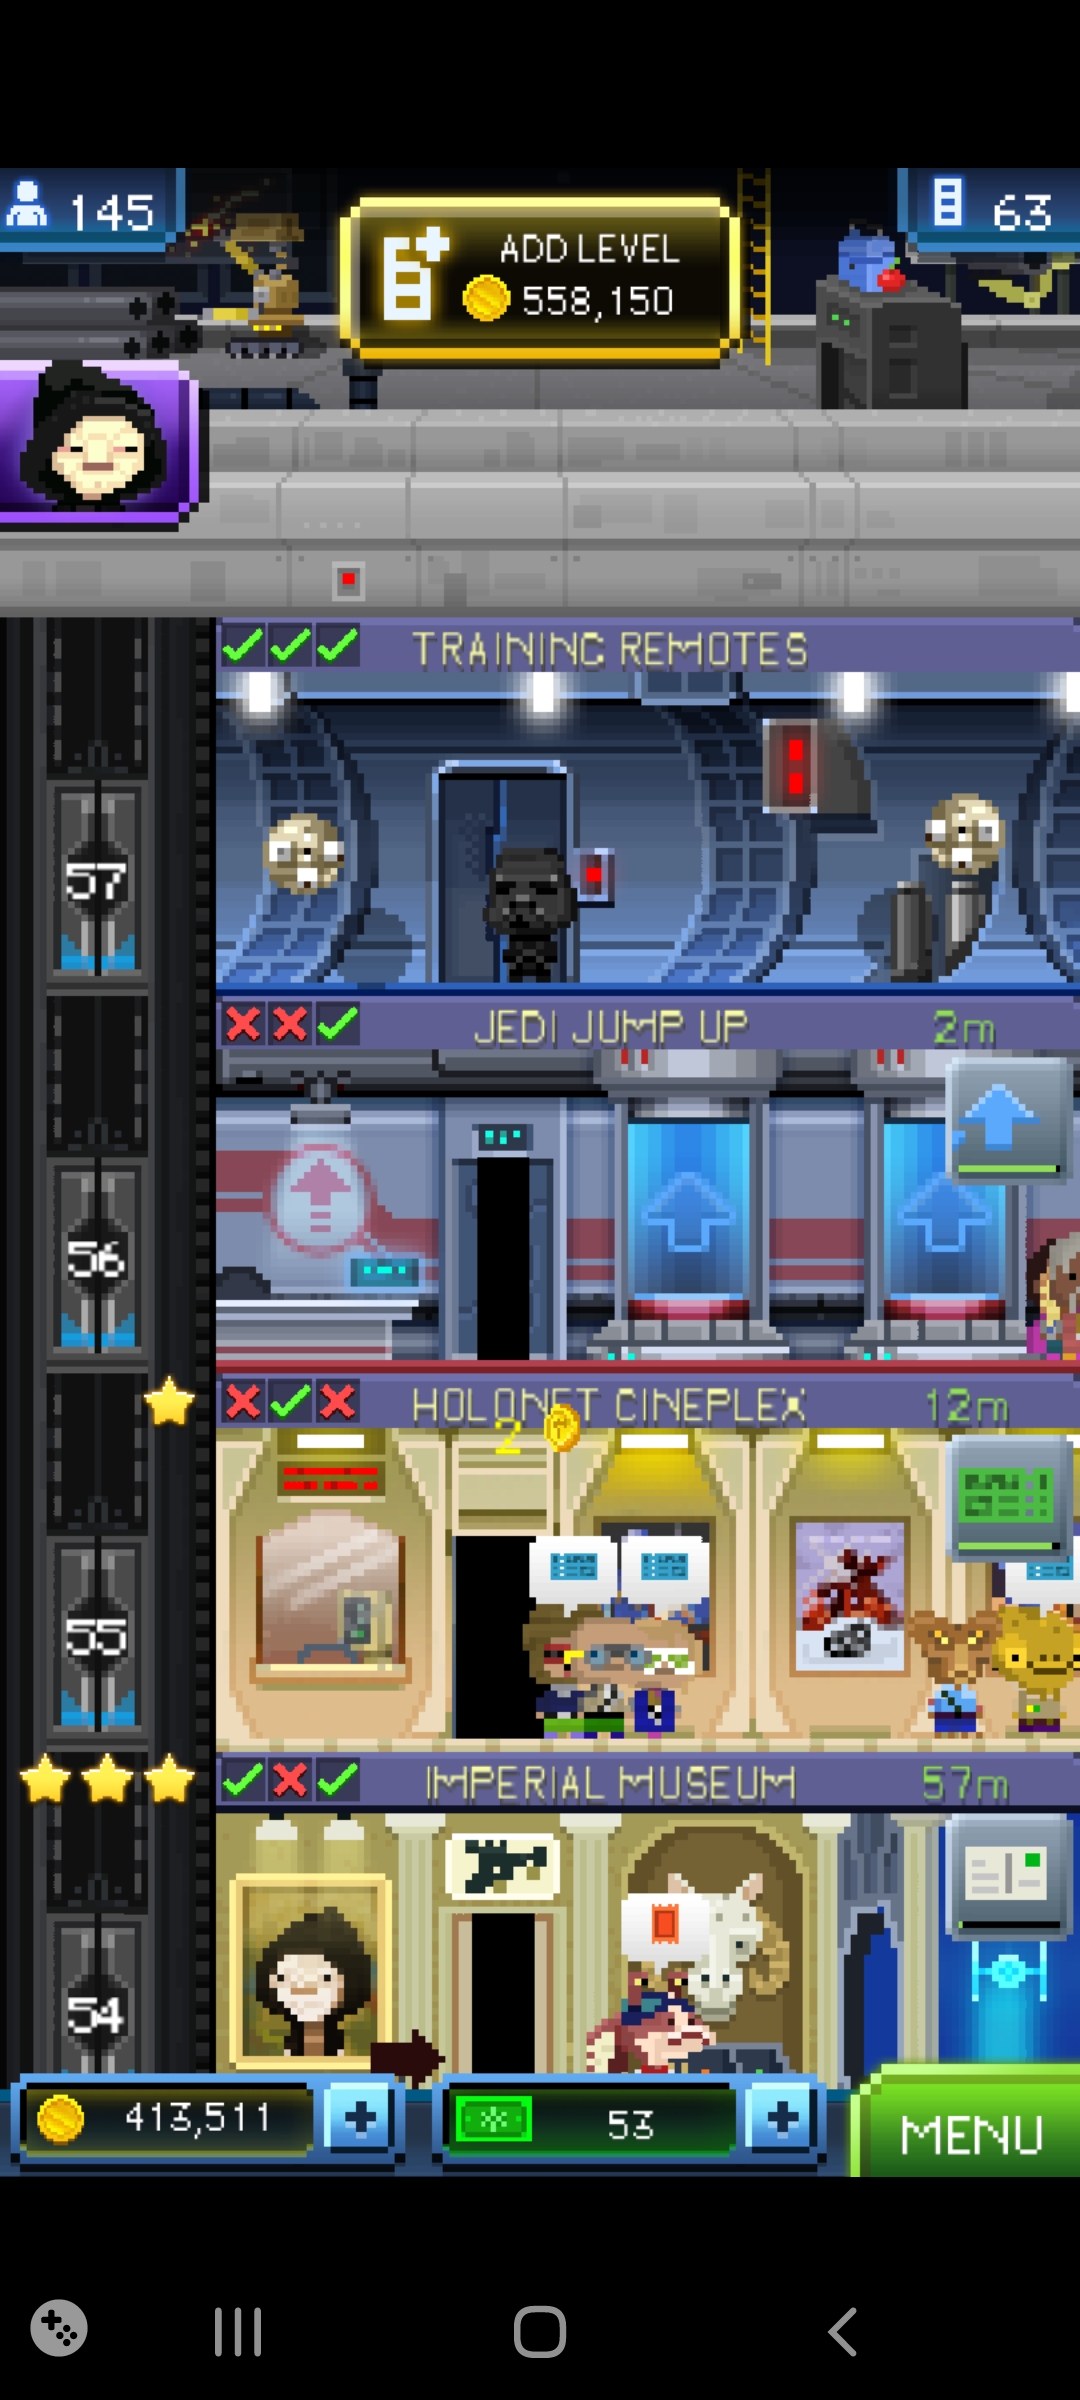 145
ADD LEVEL
558,150
63
TRAINING REMOTES
57
JEDI JUMP UP 2m
56
HOLONET CINEPLEX 12m
2
55
IMPERIAL MUSEUM 57m
54
413,511
53
MENU